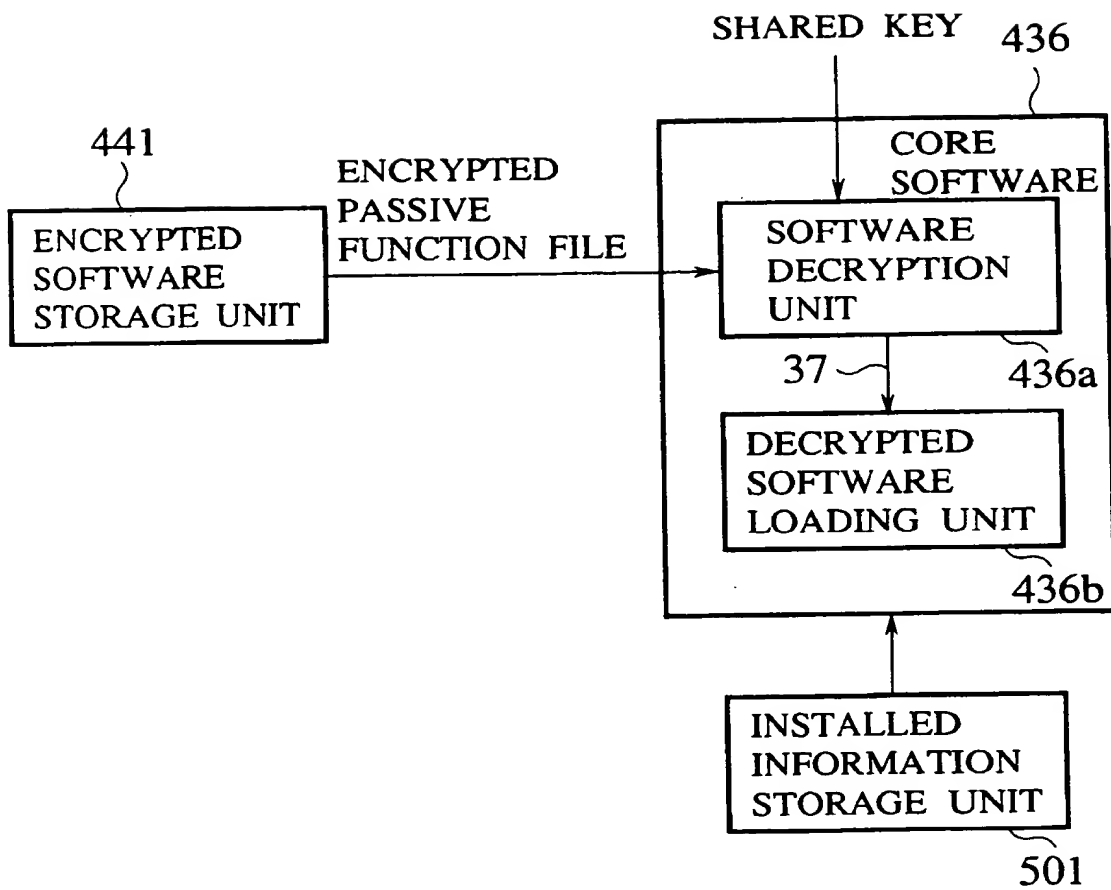 SHARED KEY
436
441
ENCRYPTED
PASSIVE
FUNCTION FILE
CORE
SOFTWARE
ENCRYPTED
SOFTWARE
STORAGE UNIT
SOFTWARE
DECRYPTION
UNIT
37
436a
DECRYPTED
SOFTWARE
LOADING UNIT
436b
INSTALLED
INFORMATION
STORAGE UNIT
501